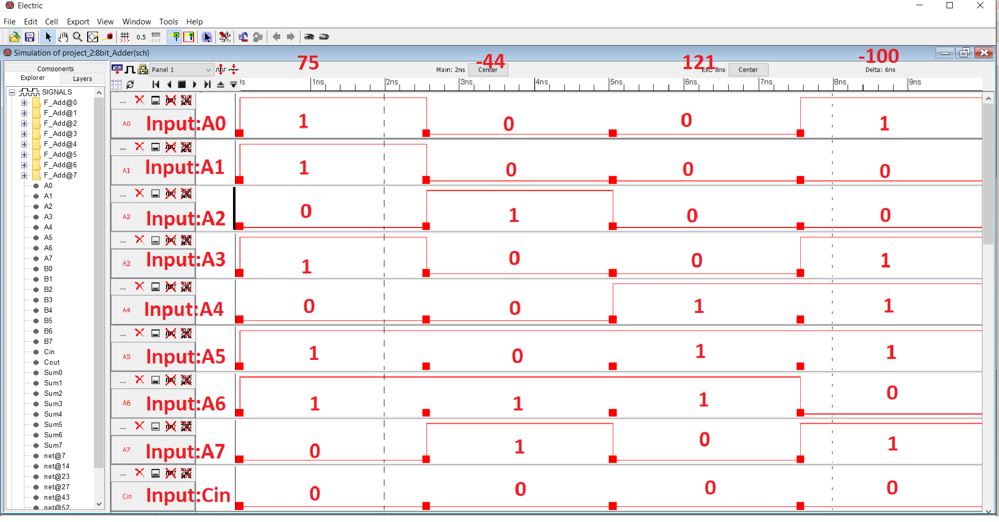 Electric
File Edit Cell Export View Window Tools Help
0.5
Simulation of project_2:8bit_Adder{sch}
75 -44 121 -100
Components
Explorer Layers
Panel 1
Main: 2ns Center Ext: 8ns Center Delta: 6ns
1ns 2ns 3ns 4ns 5ns 6ns 7ns 8ns 9ns
SIGNALS
F_Add@0
F_Add@1
F_Add@2
F_Add@3
F_Add@4
F_Add@5
F_Add@6
F_Add@7
A0
A1
A2
A3
A4
A5
A6
A7
B0
B1
B2
B3
B4
B5
B6
B7
Cin
Cout
Sum0
Sum1
Sum2
Sum3
Sum4
Sum5
Sum6
Sum7
net@7
net@14
net@23
net@27
net@43
net@52
...
A0 Input:A0 1 0 0 1
...
A1 Input:A1 1 0 0 0
...
A2 Input:A2 0 1 0 0
...
A3 Input:A3 1 0 0 1
...
A4 Input:A4 0 0 1 1
...
A5 Input:A5 1 0 1 1
...
A6 Input:A6 1 1 1 0
...
A7 Input:A7 0 1 0 1
...
Cin Input:Cin 0 0 0 0